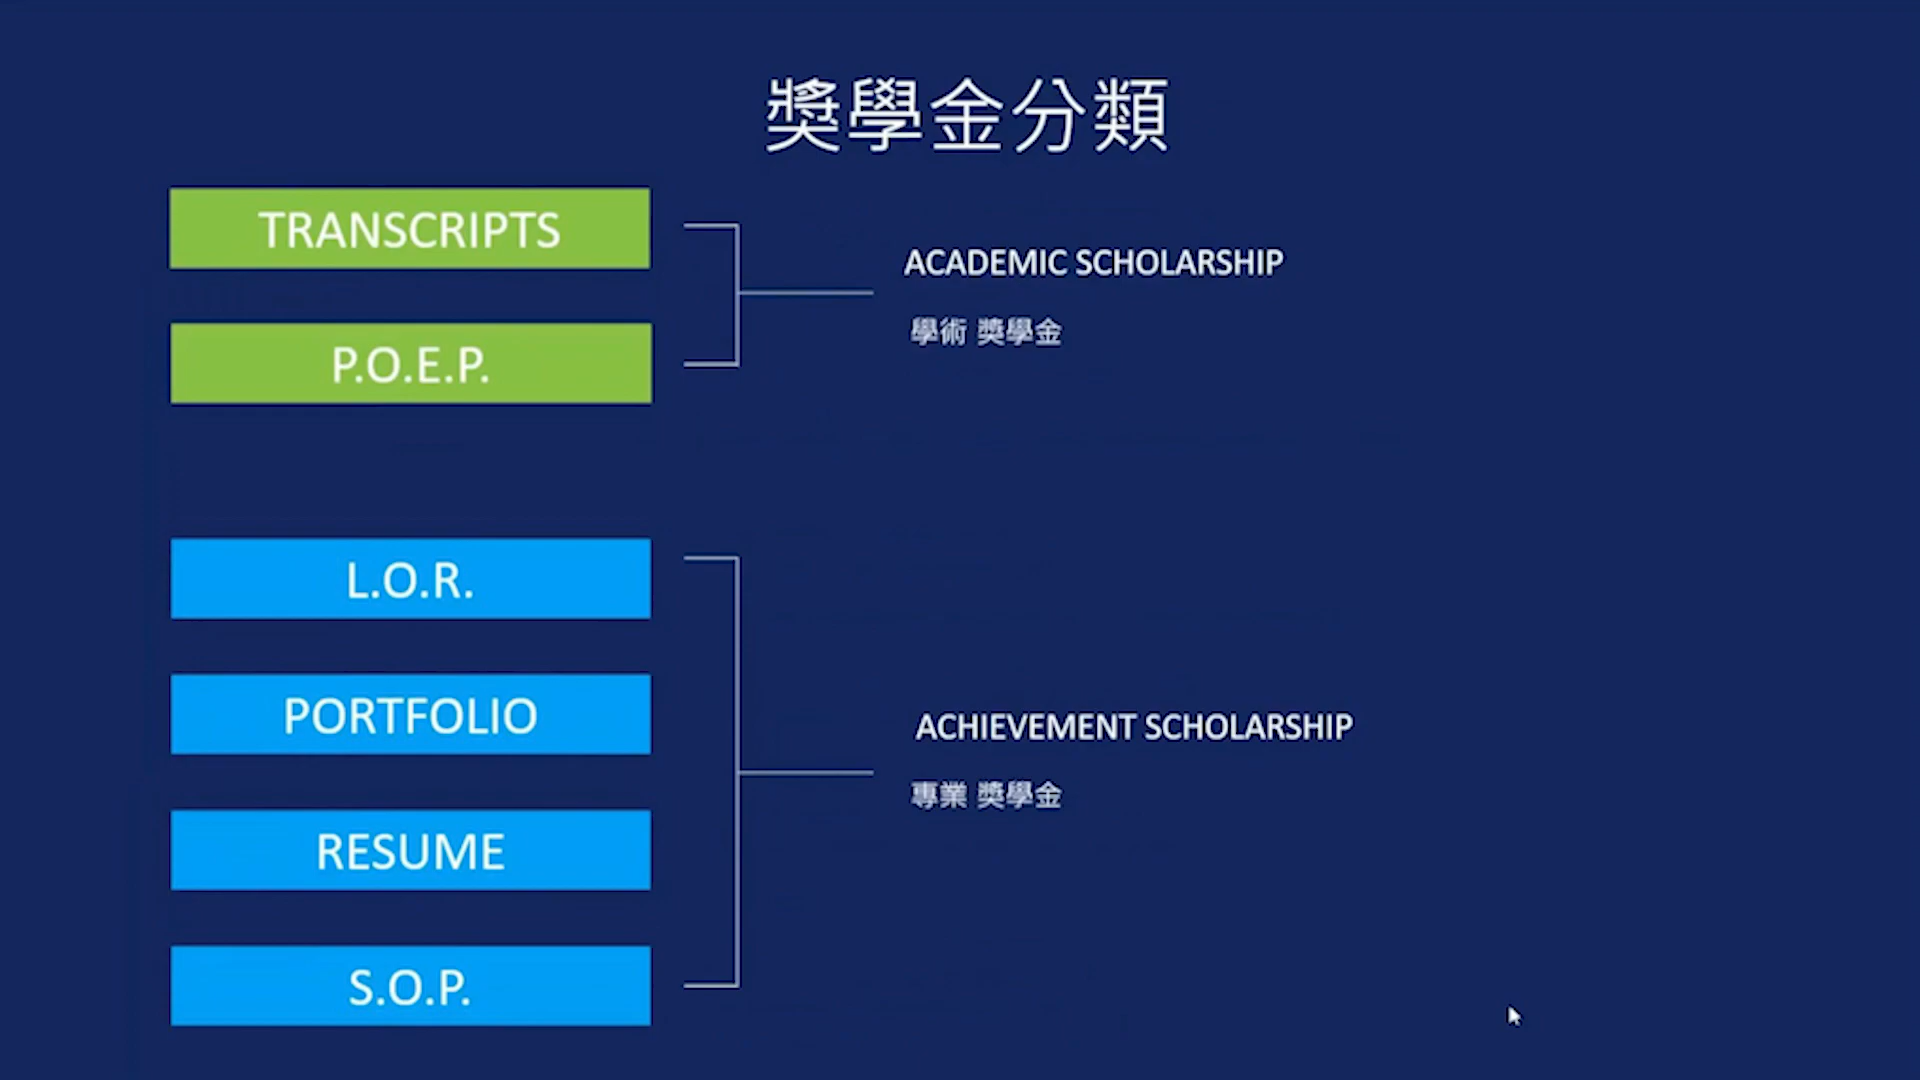 獎學金分類
TRANSCRIPTS
P.O.E.P.
ACADEMIC SCHOLARSHIP
學術 獎學金
L.O.R.
PORTFOLIO
RESUME
S.O.P.
ACHIEVEMENT SCHOLARSHIP
專業 獎學金